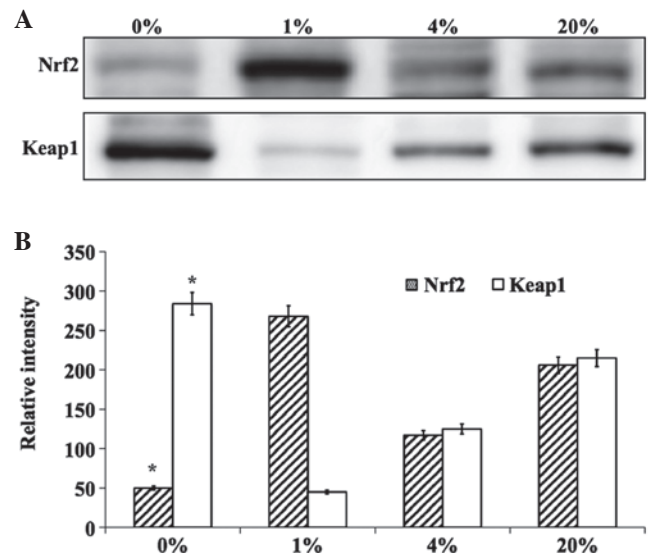 A
0% 1% 4% 20%
Nrf2
Keap1
B
350
300
250
200
150
100
50
0
Relative intensity
* *
Nrf2 Keap1
0% 1% 4% 20%